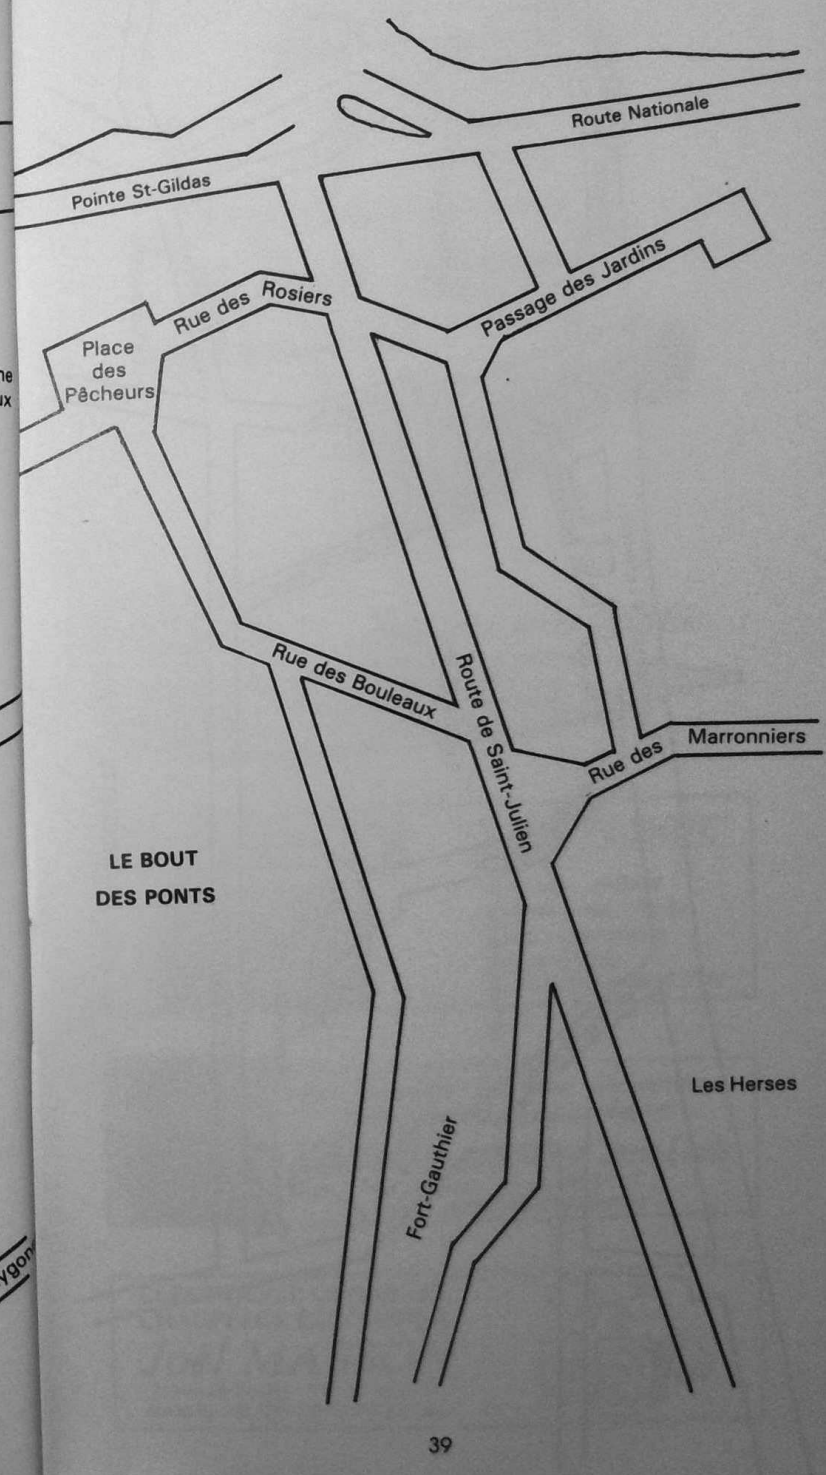 Route Nationale
Pointe St-Gildas
Passage des Jardins
Rue des Rosiers
Place
des
Pêcheurs
Rue des Bouleaux
Route de Saint-Julien
Rue des Marronniers
LE BOUT
DES PONTS
Les Herses
Fort-Gauthier
39